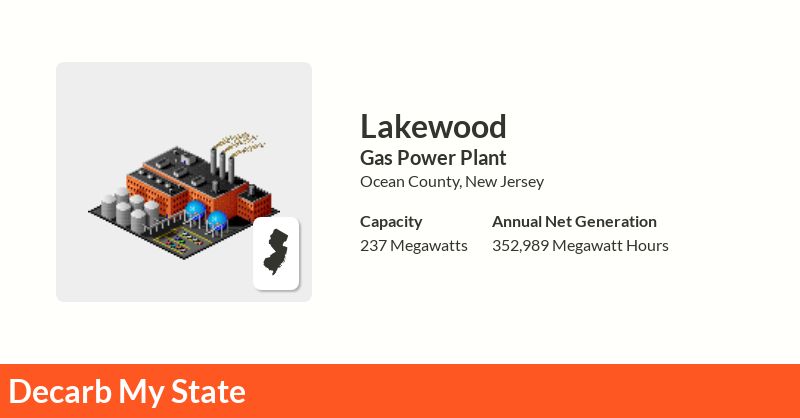 Lakewood
Gas Power Plant
Ocean County, New Jersey
Capacity
237 Megawatts
Annual Net Generation
352,989 Megawatt Hours
Decarb My State